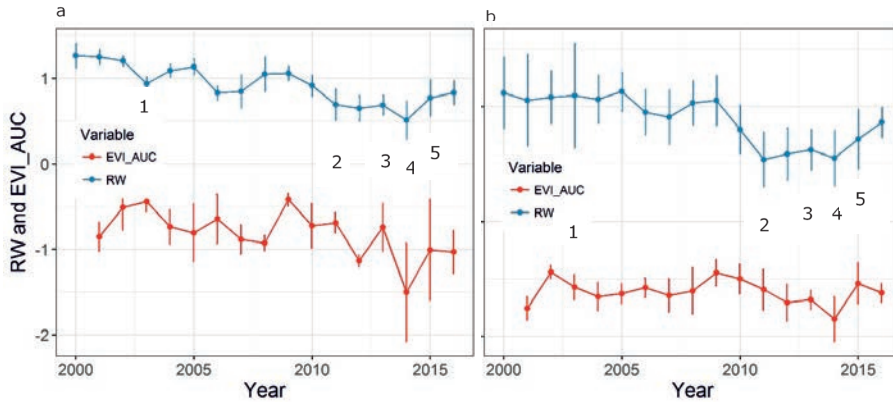 a
RW and EVI_AUC
1
0
-1
-2
1
2
3
4
5
Variable
EVI_AUC
RW
2000
2005
2010
2015
Year
b
1
2
3
4
5
Variable
EVI_AUC
RW
2000
2005
2010
2015
Year